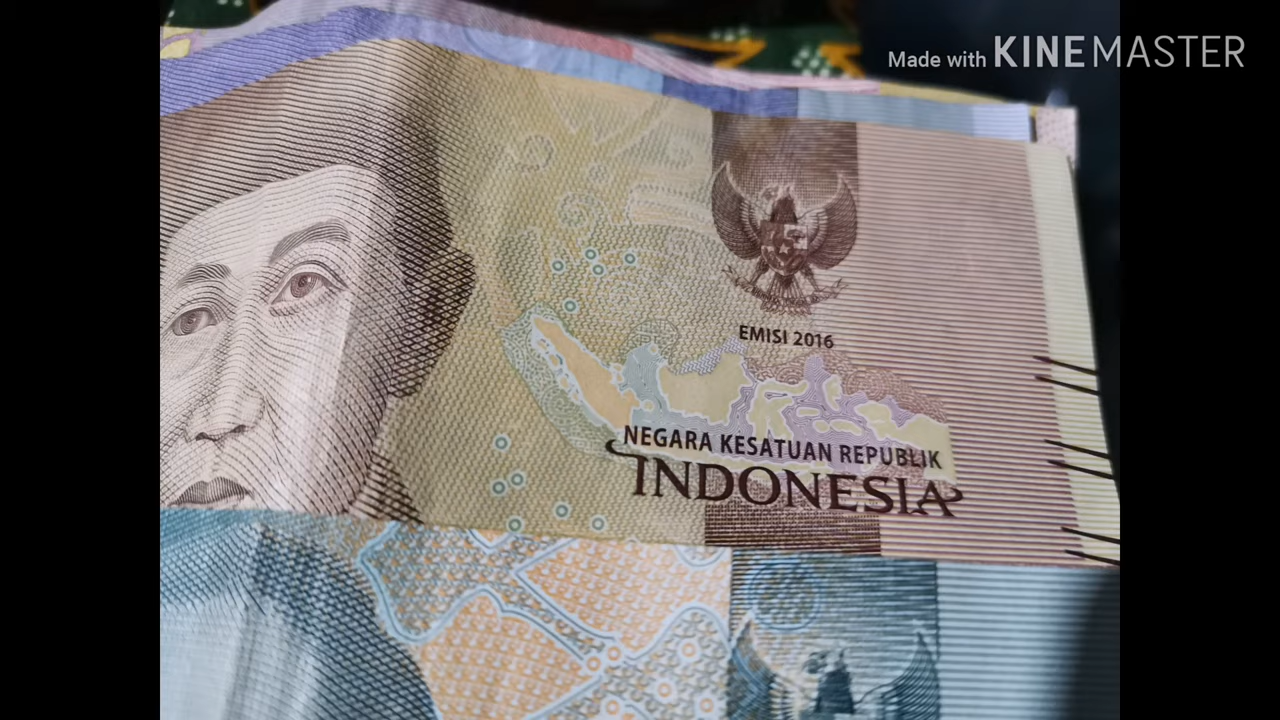 Made with KINEMASTER
EMISI 2016
NEGARA KESATUAN REPUBLIK
INDONESIA